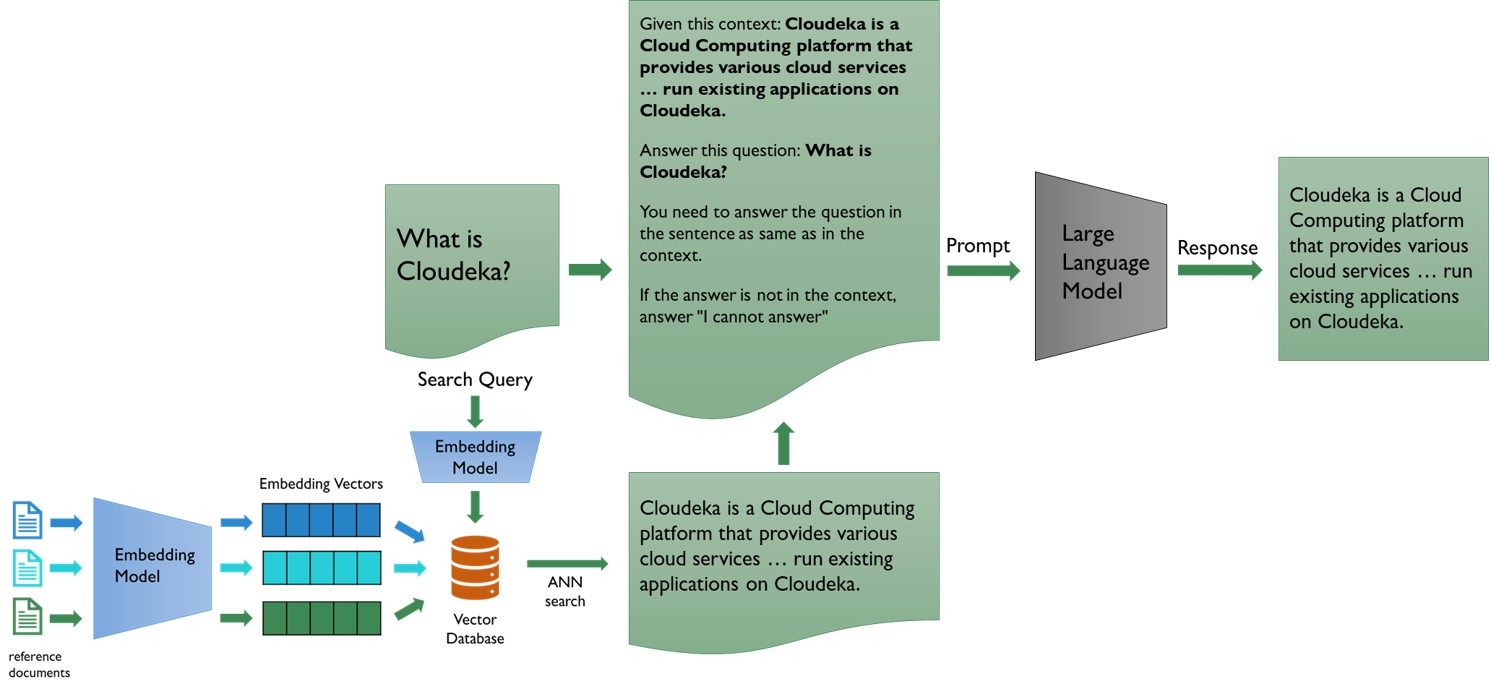 Given this context: Cloudeka is a
Cloud Computing platform that
provides various cloud services
… run existing applications on
Cloudeka.
Answer this question: What is
Cloudeka?
You need to answer the question in
the sentence as same as in the
context.
If the answer is not in the context,
answer "I cannot answer"
What is
Cloudeka?
Prompt
Large
Language
Model
Response
Cloudeka is a Cloud
Computing platform
that provides various
cloud services … run
existing applications
on Cloudeka.
Search Query
Embedding
Model
Embedding Vectors
Embedding
Model
reference
documents
Vector
Database
ANN
search
Cloudeka is a Cloud Computing
platform that provides various
cloud services … run existing
applications on Cloudeka.